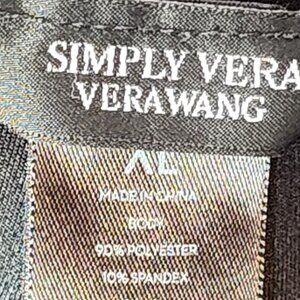 SIMPLY VERA
VERAWANG
XL
MADE IN CHINA
BODY
90% POLYESTER
10% SPANDEX